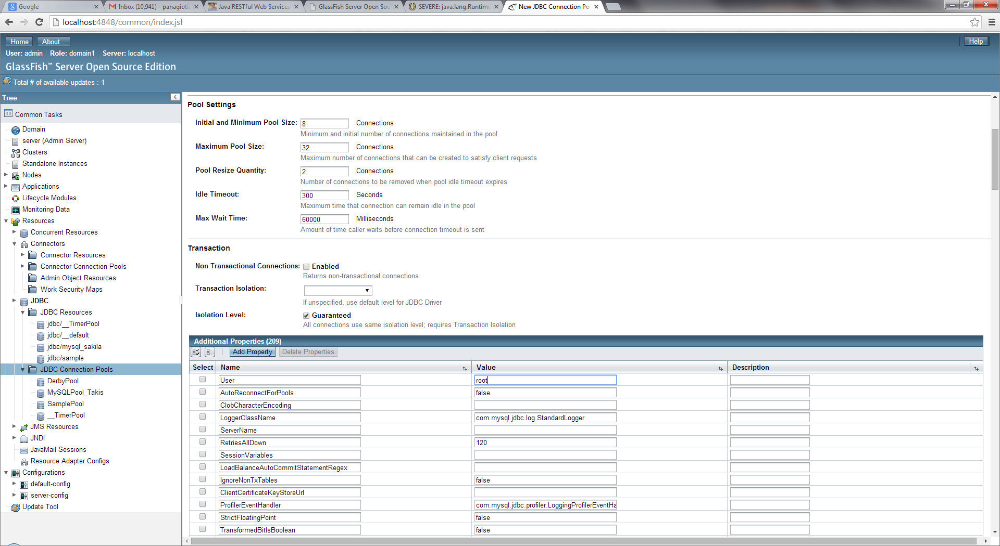 Google
Inbox (10,941) - panagiotis
Java RESTful Web Services
GlassFish Server Open Sou
SEVERE: java.lang.Runtime
New JDBC Connection Po
localhost:4848/common/index.jsf
Home
About...
Help
User: admin
Role: domain1
Server: localhost
GlassFish™ Server Open Source Edition
Total # of available updates : 1
Tree
Common Tasks
Domain
server (Admin Server)
Clusters
Standalone Instances
Nodes
Applications
Lifecycle Modules
Monitoring Data
Resources
Concurrent Resources
Connectors
Connector Resources
Connector Connection Pools
Admin Object Resources
Work Security Maps
JDBC
JDBC Resources
jdbc/__TimerPool
jdbc/__default
jdbc/mysql_sakila
jdbc/sample
JDBC Connection Pools
DerbyPool
MySQLPool_Takis
SamplePool
__TimerPool
JMS Resources
JNDI
JavaMail Sessions
Resource Adapter Configs
Configurations
default-config
server-config
Update Tool
Pool Settings
Initial and Minimum Pool Size: 8 Connections
Minimum and initial number of connections maintained in the pool
Maximum Pool Size: 32 Connections
Maximum number of connections that can be created to satisfy client requests
Pool Resize Quantity: 2 Connections
Number of connections to be removed when pool idle timeout expires
Idle Timeout: 300 Seconds
Maximum time that connection can remain idle in the pool
Max Wait Time: 60000 Milliseconds
Amount of time caller waits before connection timeout is sent
Transaction
Non Transactional Connections: Enabled
Returns non-transactional connections
Transaction Isolation:
If unspecified, use default level for JDBC Driver
Isolation Level: Guaranteed
All connections use same isolation level; requires Transaction Isolation
Additional Properties (209)
Add Property
Delete Properties
Select Name Value Description
User root
AutoReconnectForPools false
ClobCharacterEncoding
LoggerClassName com.mysql.jdbc.log.StandardLogger
ServerName
RetriesAllDown 120
SessionVariables
LoadBalanceAutoCommitStatementRegex
IgnoreNonTxTables false
ClientCertificateKeyStoreUrl
ProfilerEventHandler com.mysql.jdbc.profiler.LoggingProfilerEventHa
StrictFloatingPoint false
TransformedBitIsBoolean false